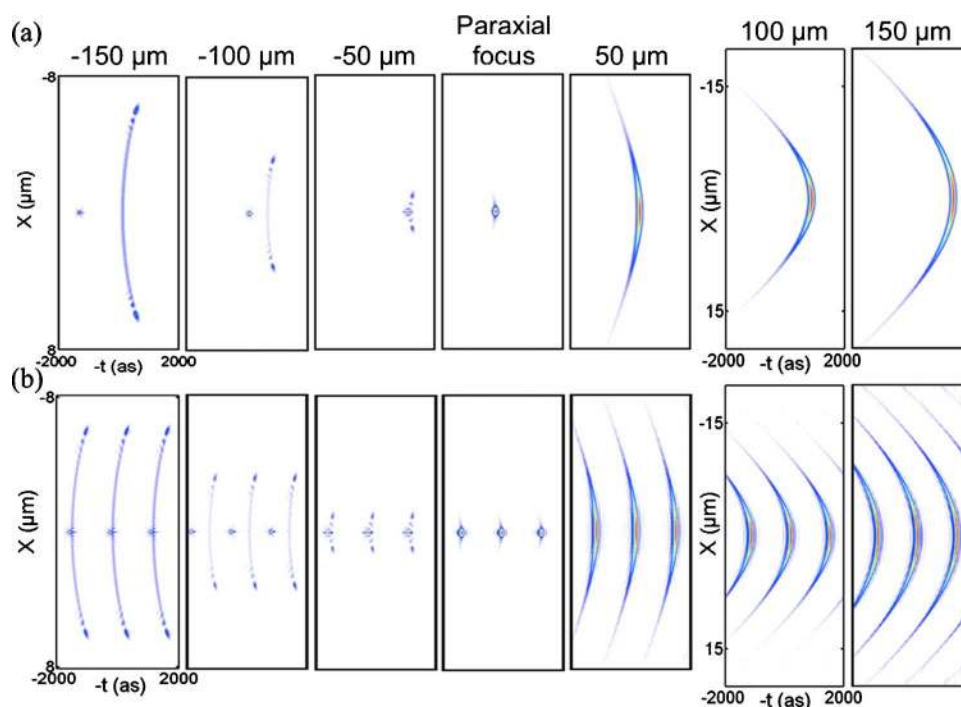 (a)
-150 µm
-100 µm
-50 µm
Paraxial
focus
50 µm
100 µm
150 µm
-8
X (µm)
8
-2000
-t (as)
2000
-15
X (µm)
15
-2000
-t (as)
2000
(b)
-8
X (µm)
-8
-2000
-t (as)
2000
-15
X (µm)
15
-2000
-t (as)
2000